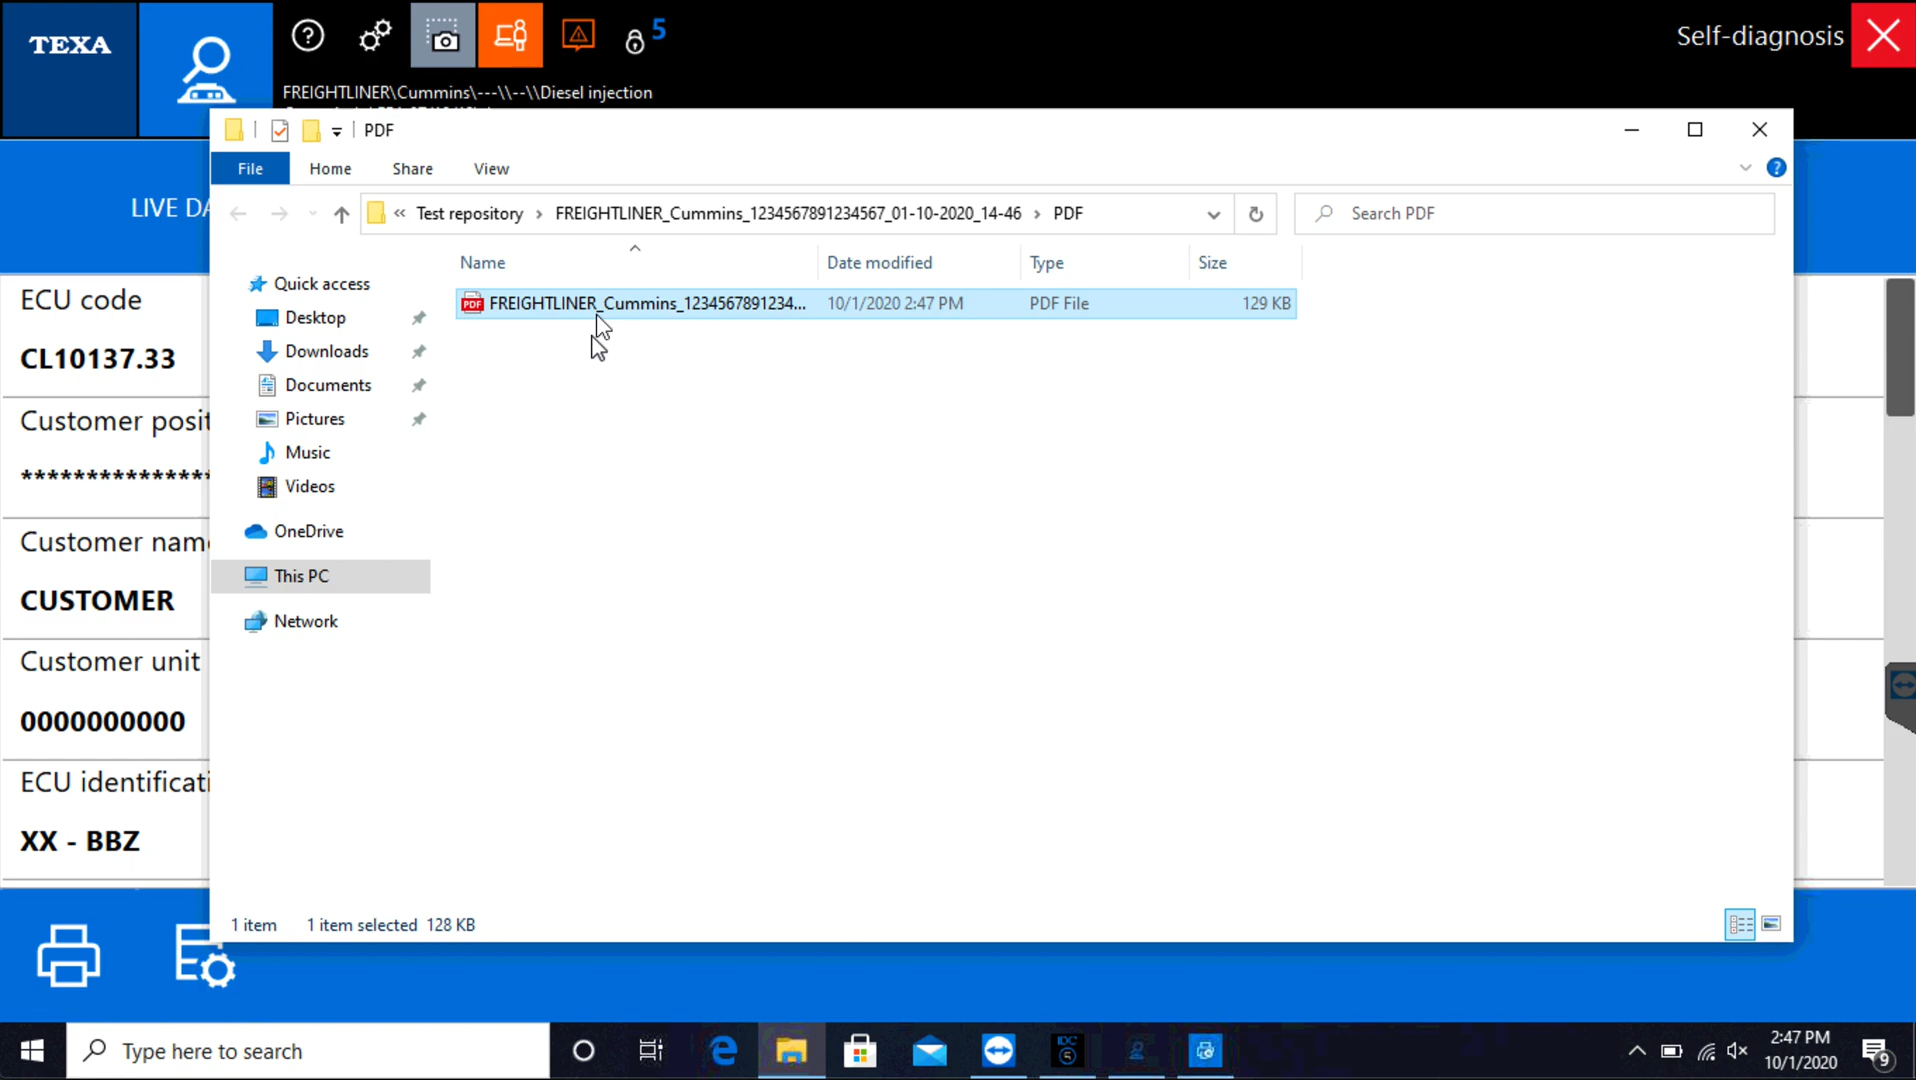 TEXA
5
Self-diagnosis
FREIGHTLINER\Cummins\---\\--\\Diesel injection
PDF
File Home Share View
« Test repository › FREIGHTLINER_Cummins_1234567891234567_01-10-2020_14-46 › PDF
Search PDF
LIVE DA
Name Date modified Type Size
FREIGHTLINER_Cummins_1234567891234... 10/1/2020 2:47 PM PDF File 129 KB
Quick access
Desktop
Downloads
Documents
Pictures
Music
Videos
OneDrive
This PC
Network
ECU code
CL10137.33
Customer posit
***************
Customer name
CUSTOMER
Customer unit
0000000000
ECU identificati
XX - BBZ
1 item 1 item selected 128 KB
Type here to search
IDC
5
2:47 PM
10/1/2020
9